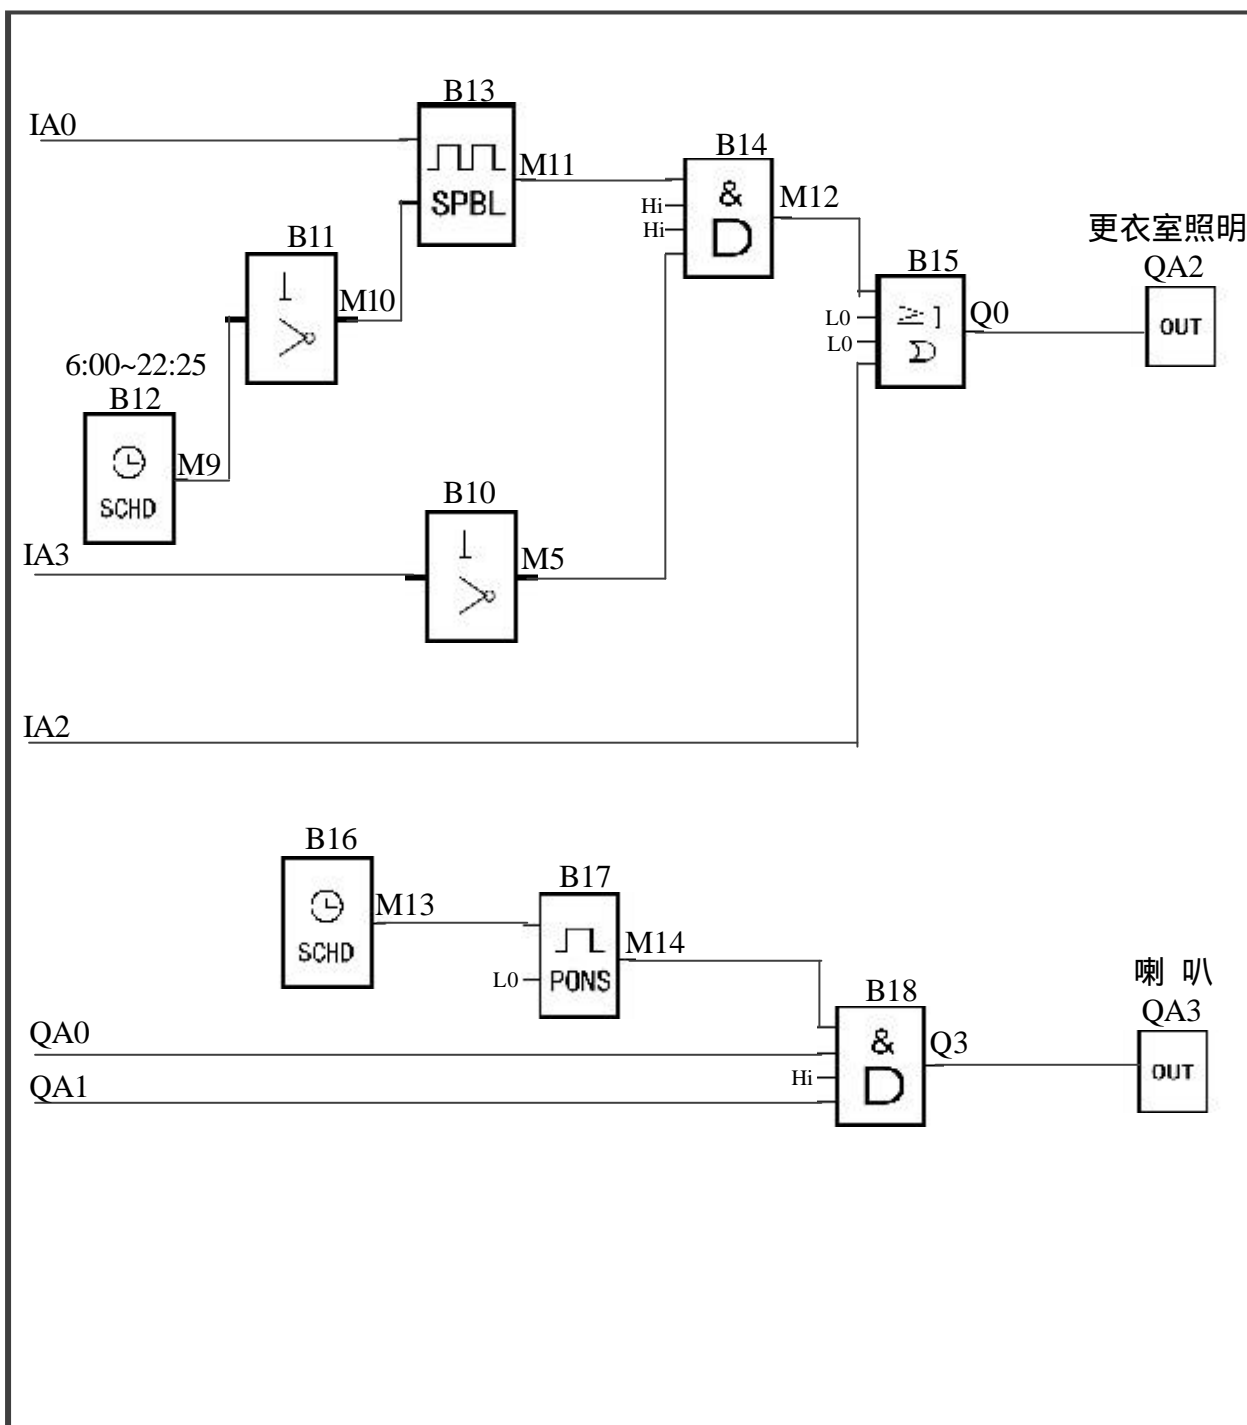 B13
IA0
SPBL
M11
B14
&
Hi
Hi
M12
更衣室照明
QA2
OUT
B11
M10
B15
L0
L0
≥1
Q0
6:00~22:25
B12
M9
SCHD
B10
IA3
M5
IA2
B16
M13
SCHD
B17
M14
L0
PONS
喇 叭
QA3
OUT
B18
&
QA0
Q3
Hi
QA1